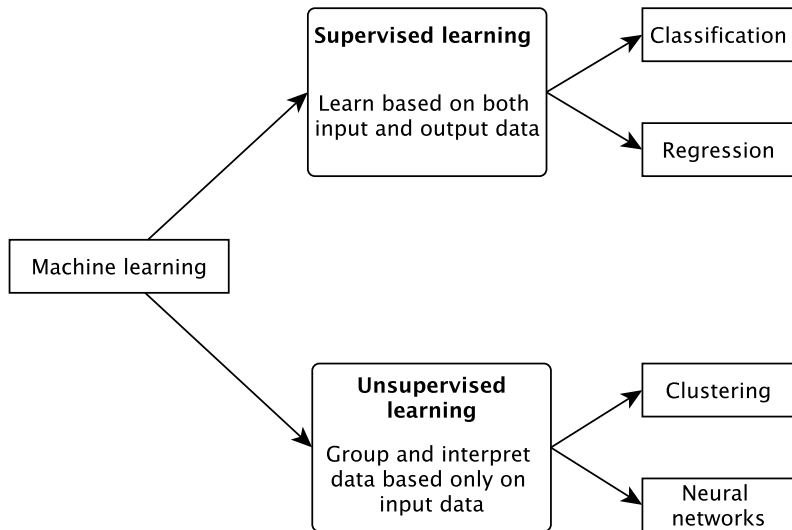 Machine learning
Supervised learning
Learn based on both
input and output data
Classification
Regression
Unsupervised
learning
Group and interpret
data based only on
input data
Clustering
Neural
networks